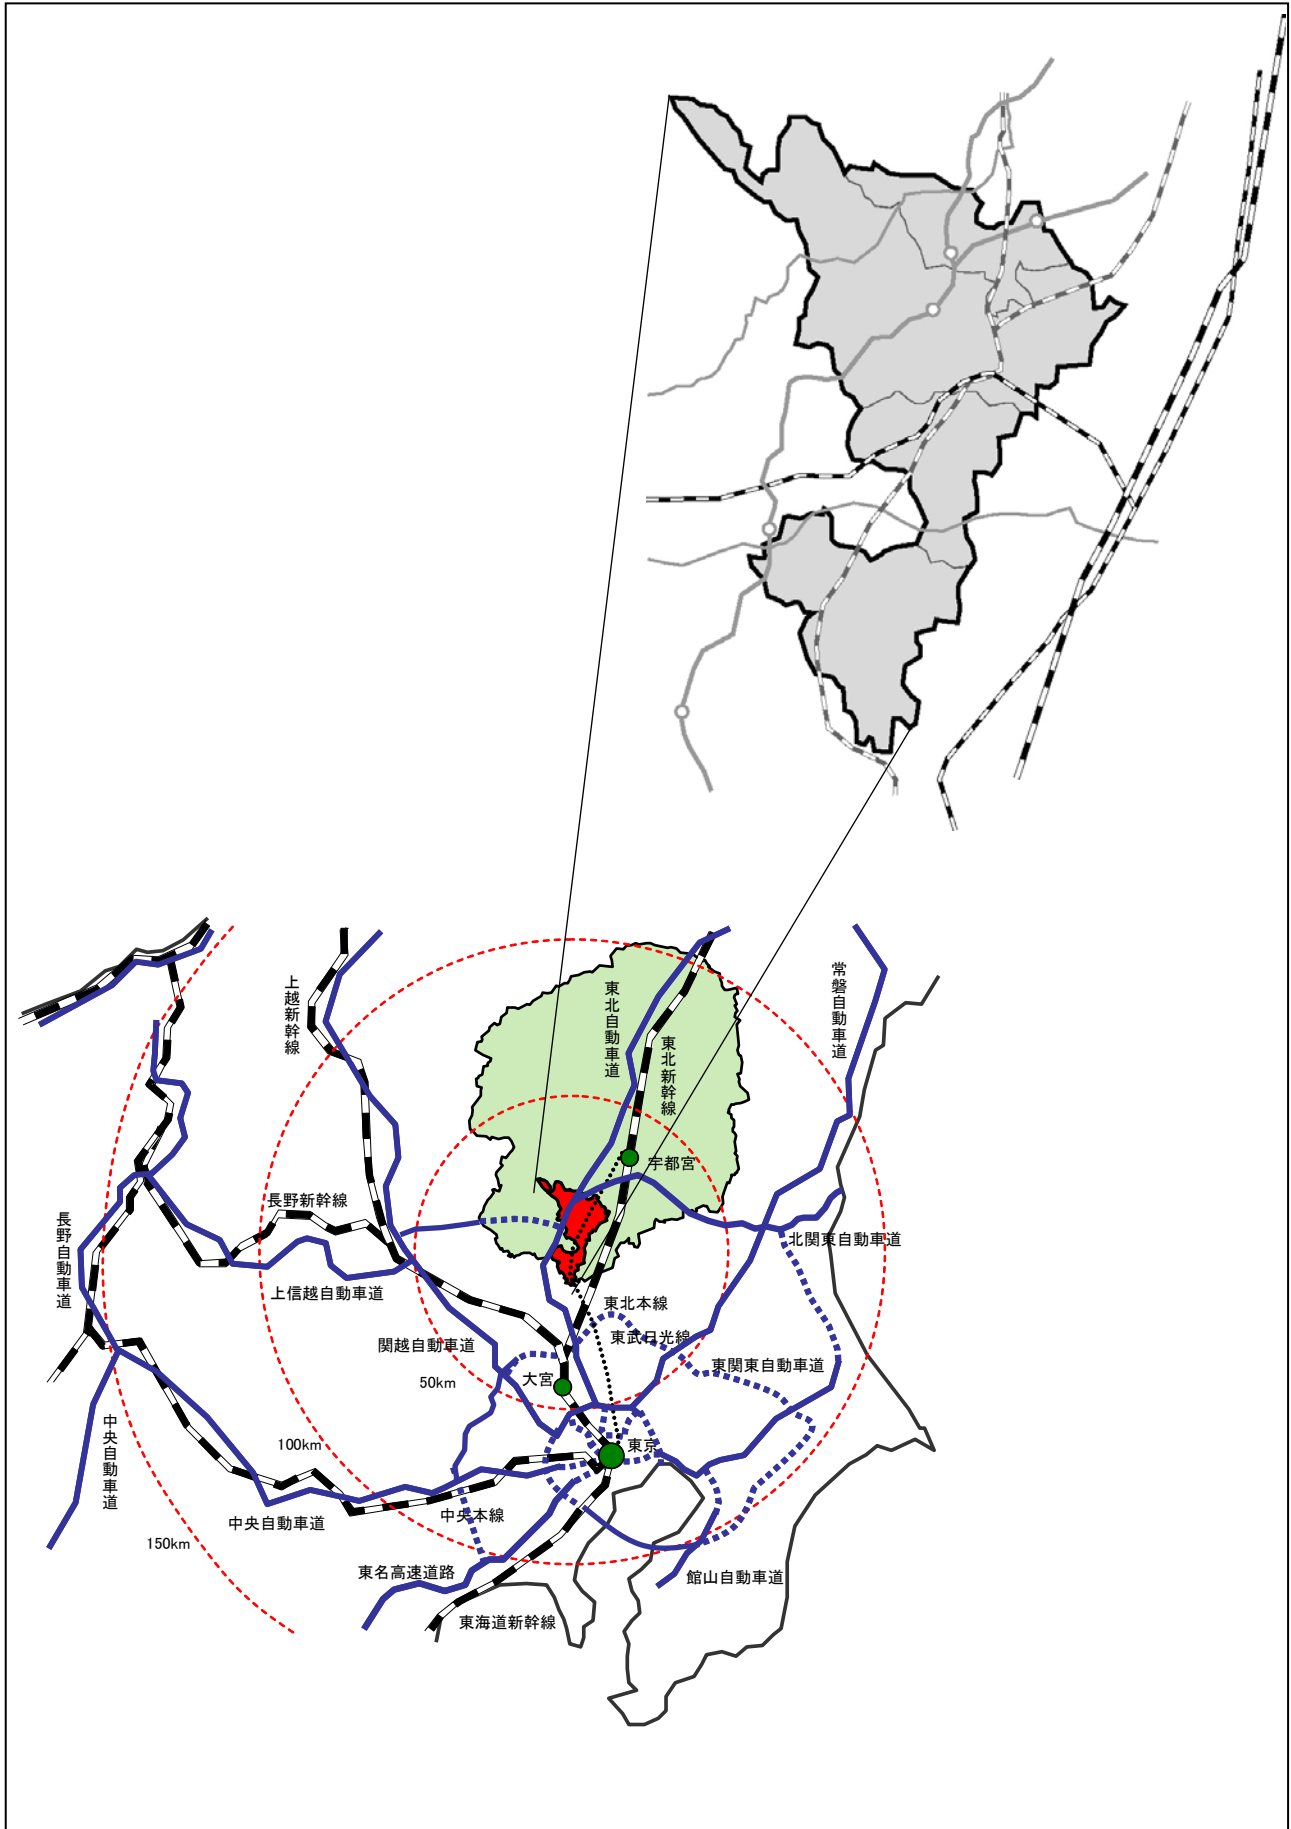 上越新幹線
東北自動車道
東北新幹線
常磐自動車道
宇都宮
長野新幹線
長野自動車道
北関東自動車道
上信越自動車道
東北本線
東武日光線
関越自動車道
東関東自動車道
50km
大宮
中央自動車道
100km
東京
中央本線
中央自動車道
150km
東名高速道路
館山自動車道
東海道新幹線